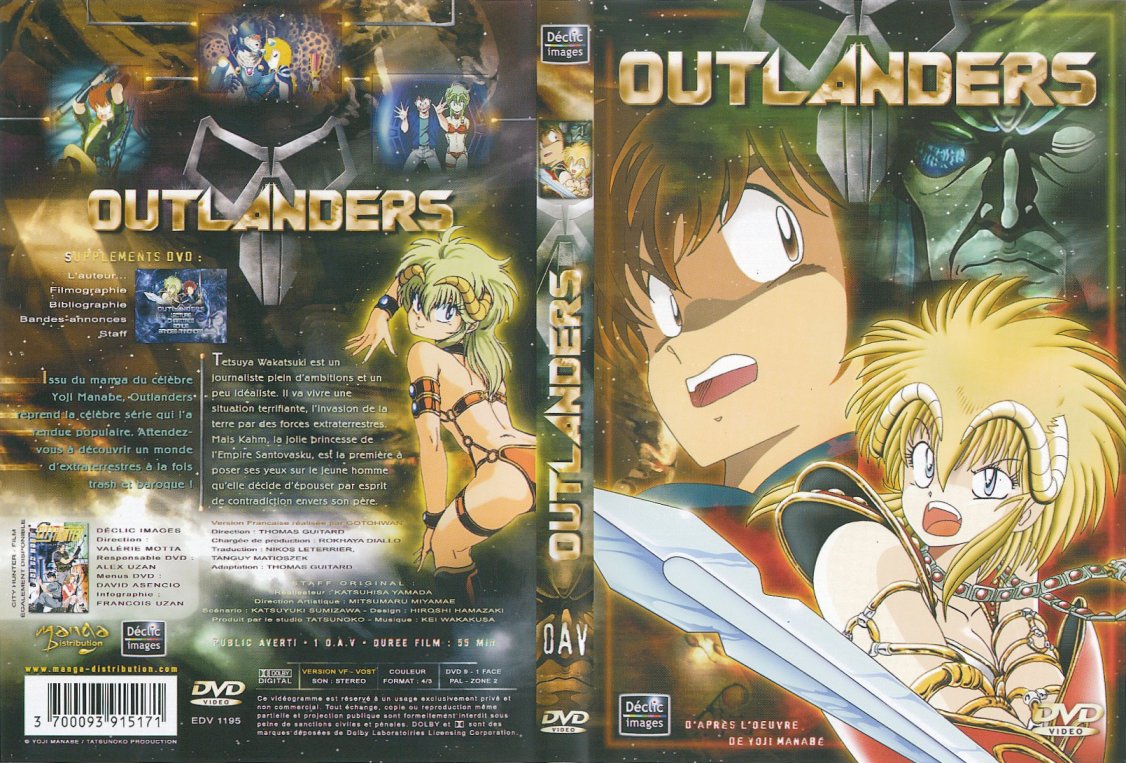 OUTLANDERS
SUPPLEMENTS DVD :
L'auteur...
Filmographie
Bibliographie
Bandes-annonces
Staff
OUTLANDERS
LECTURE
CHAPITRES
BONUS
BANDES ANNONCES
Issu du manga du célèbre
Yoji Manabe, Outlanders
reprend la célèbre série qui l'a
rendue populaire. Attendez-
vous à découvrir un monde
d'extraterrestres à la fois
trash et baroque !
Tetsuya Wakatsuki est un
journaliste plein d'ambitions et un
peu idéaliste. Il va vivre une
situation terrifiante, l'invasion de la
terre par des forces extraterrestres.
Mais Kahm, la jolie princesse de
l'Empire Santovasku, est la première à
poser ses yeux sur le jeune homme
qu'elle décide d'épouser par esprit
de contradiction envers son père.
CITY HUNTER - FILM
EGALEMENT DISPONIBLE
DÉCLIC IMAGES
Direction :
VALÉRIE MOTTA
Responsable DVD :
ALEX UZAN
Menus DVD :
DAVID ASENCIO
Infographie :
FRANCOIS UZAN
Version Francaise réalisée par GOTOHWAN
Direction : THOMAS GUITARD
Chargée de production : ROKHAYA DIALLO
Traduction : NIKOS LETERRIER,
TANGUY MATIOSZEK
Adaptation : THOMAS GUITARD
STAFF ORIGINAL :
Réalisateur : KATSUHISA YAMADA
Direction Artistique : MITSUMARU MIYAMAE
Scénario : KATSUYUKI SUMIZAWA - Design : HIROSHI HAMAZAKI
Produit par le studio TATSUNOKO - Musique : KEI WAKAKUSA
PUBLIC AVERTI - 1 O.A.V - DUREE FILM : 55 Min
manga
Distribution
Déclic
images
www.manga-distribution.com
3 700093 915171
© YOJI MANABE / TATSUNOKO PRODUCTION
DVD
VIDEO
EDV 1195
DOLBY
DIGITAL
VERSION VF - VOST
SON : STEREO
COULEUR
FORMAT : 4/3
DVD 9 - 1 FACE
PAL - ZONE 2
Ce vidéogramme est réservé à un usage exclusivement privé et
non commercial. Tout échange, copie ou reproduction même
partielle et projection publique sont formellement interdit sous
peine de sanctions civiles et pénales. DOLBY et sont des
marques déposées de Dolby Laboratoiries Licensing Corporation.
Déclic
images
OUTLANDERS
OAV
DVD
VIDEO
OUTLANDERS
Déclic
images
D'APRÈS L'OEUVRE
DE YOJI MANABE
DVD
VIDEO